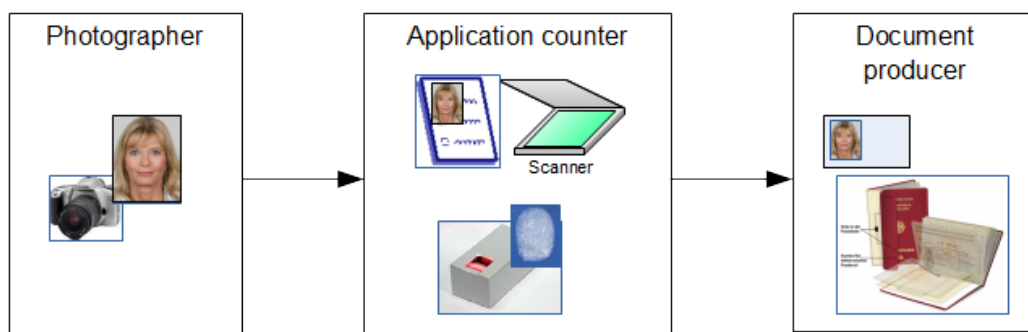 Photographer
Application counter
Document
producer
Scanner